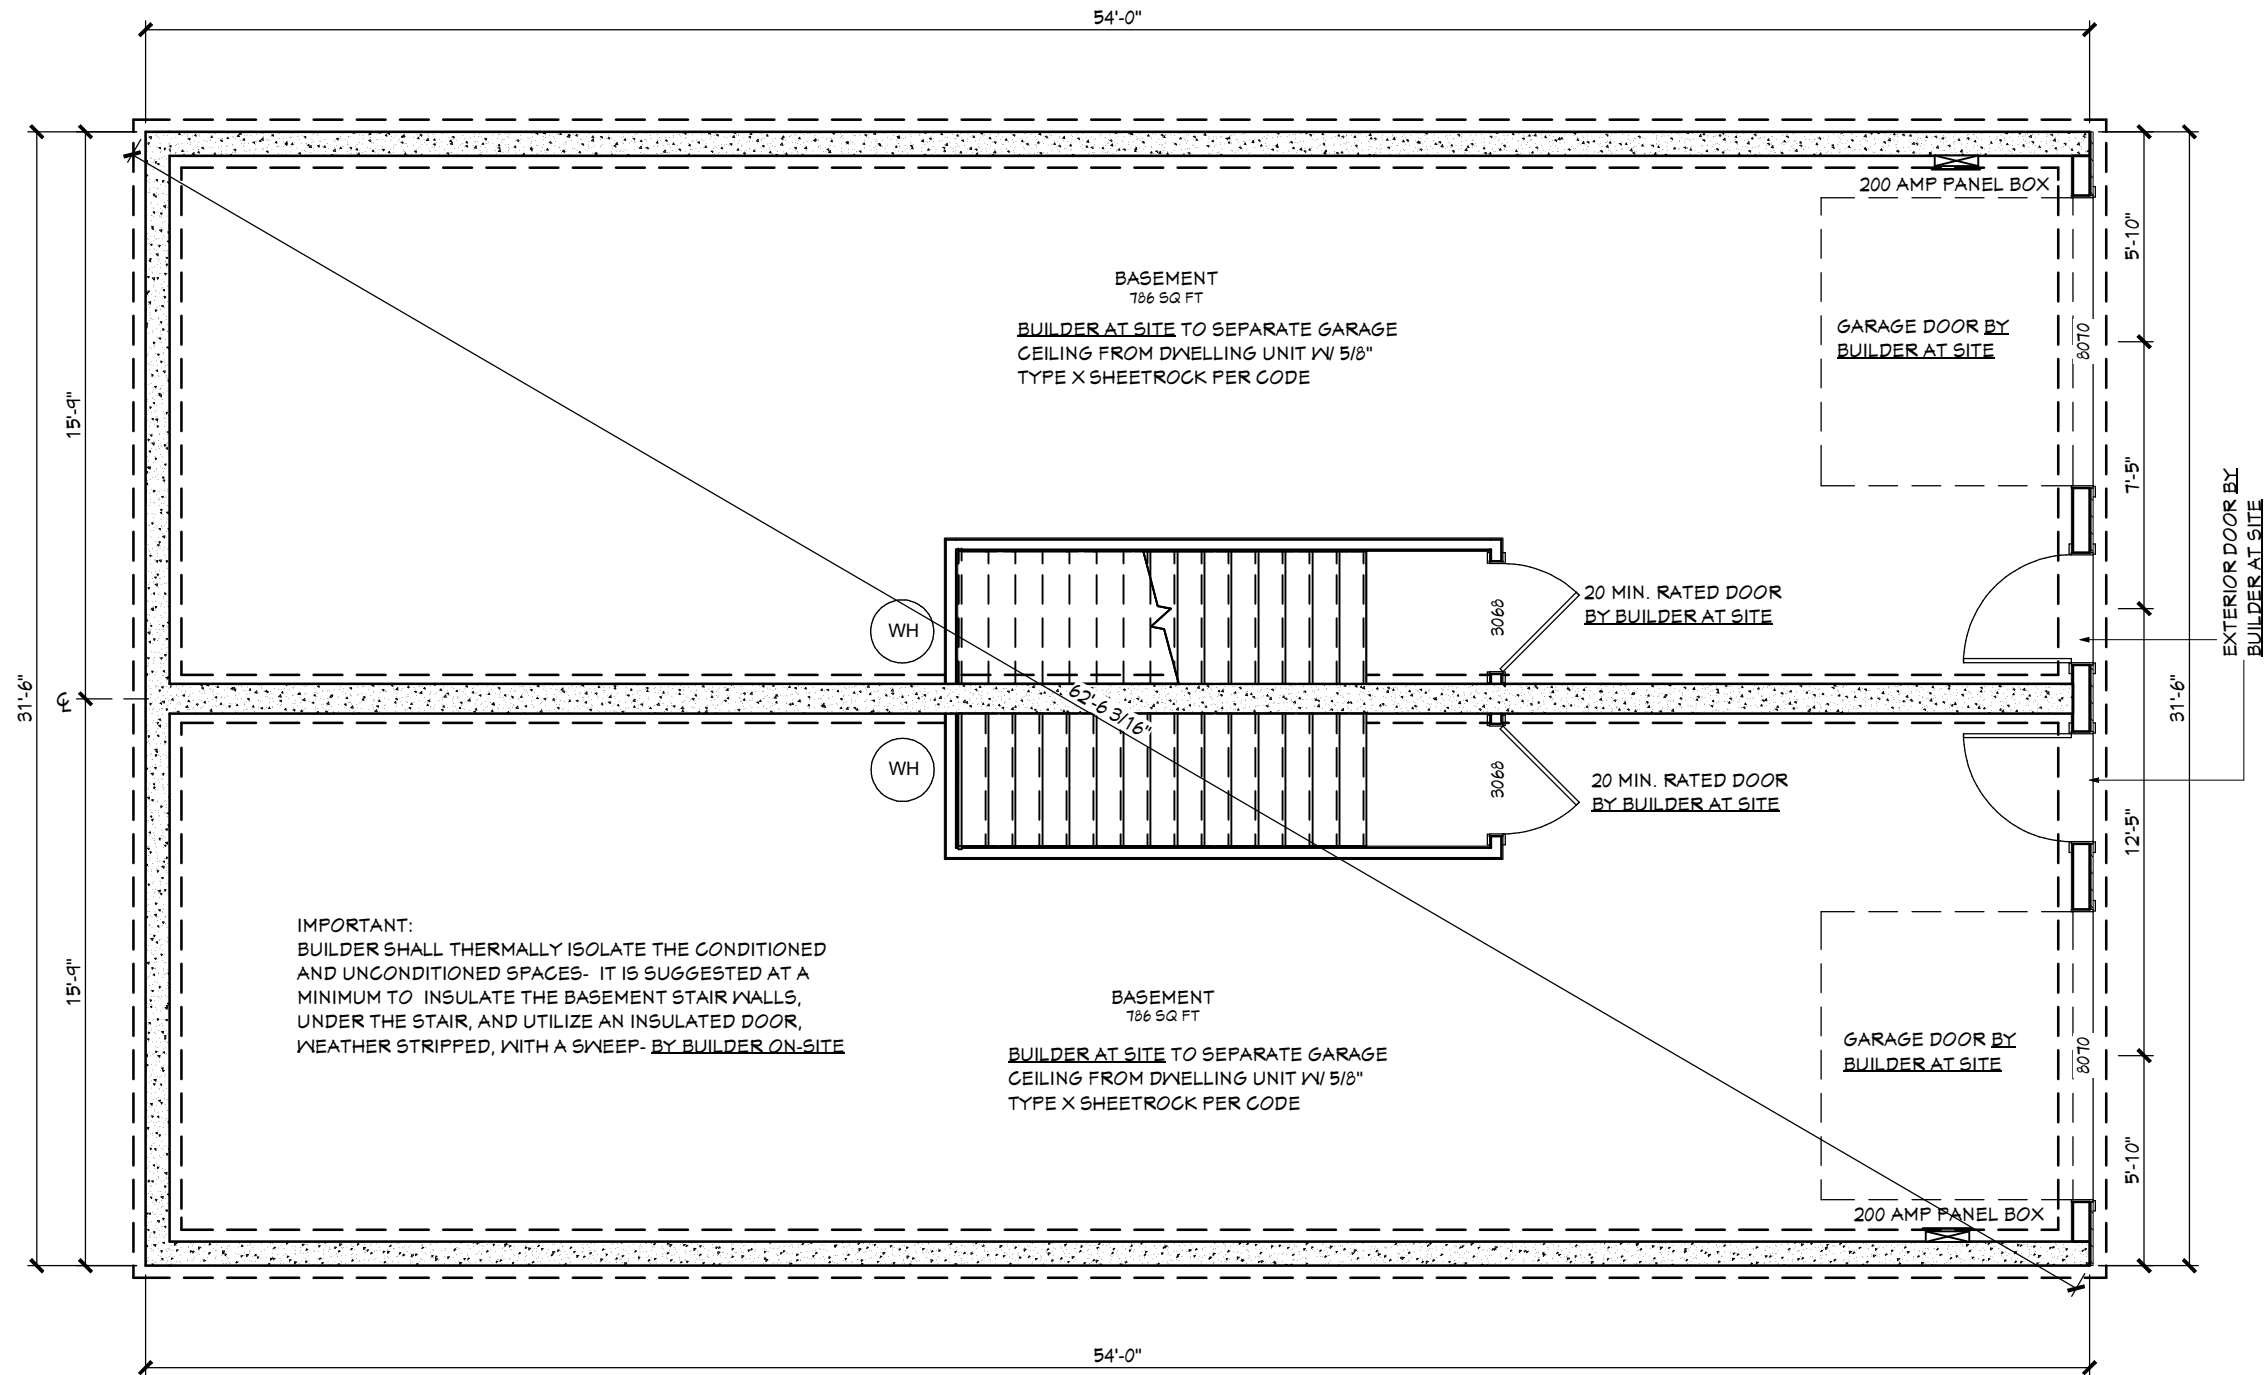 54'-0"
200 AMP PANEL BOX
5'-10"
BASEMENT
786 SQ FT
BUILDER AT SITE TO SEPARATE GARAGE
CEILING FROM DWELLING UNIT W/ 5/8"
TYPE X SHEETROCK PER CODE
GARAGE DOOR BY
BUILDER AT SITE
8070
15'-9"
7'-5"
EXTERIOR DOOR BY
BUILDER AT SITE
20 MIN. RATED DOOR
BY BUILDER AT SITE
3068
WH
31'-6"
62'-6 3/16"
31'-6"
WH
3068
20 MIN. RATED DOOR
BY BUILDER AT SITE
12'-5"
IMPORTANT:
BUILDER SHALL THERMALLY ISOLATE THE CONDITIONED
AND UNCONDITIONED SPACES- IT IS SUGGESTED AT A
MINIMUM TO INSULATE THE BASEMENT STAIR WALLS,
UNDER THE STAIR, AND UTILIZE AN INSULATED DOOR,
WEATHER STRIPPED, WITH A SWEEP- BY BUILDER ON-SITE
15'-9"
BASEMENT
786 SQ FT
BUILDER AT SITE TO SEPARATE GARAGE
CEILING FROM DWELLING UNIT W/ 5/8"
TYPE X SHEETROCK PER CODE
GARAGE DOOR BY
BUILDER AT SITE
8070
5'-10"
200 AMP PANEL BOX
54'-0"